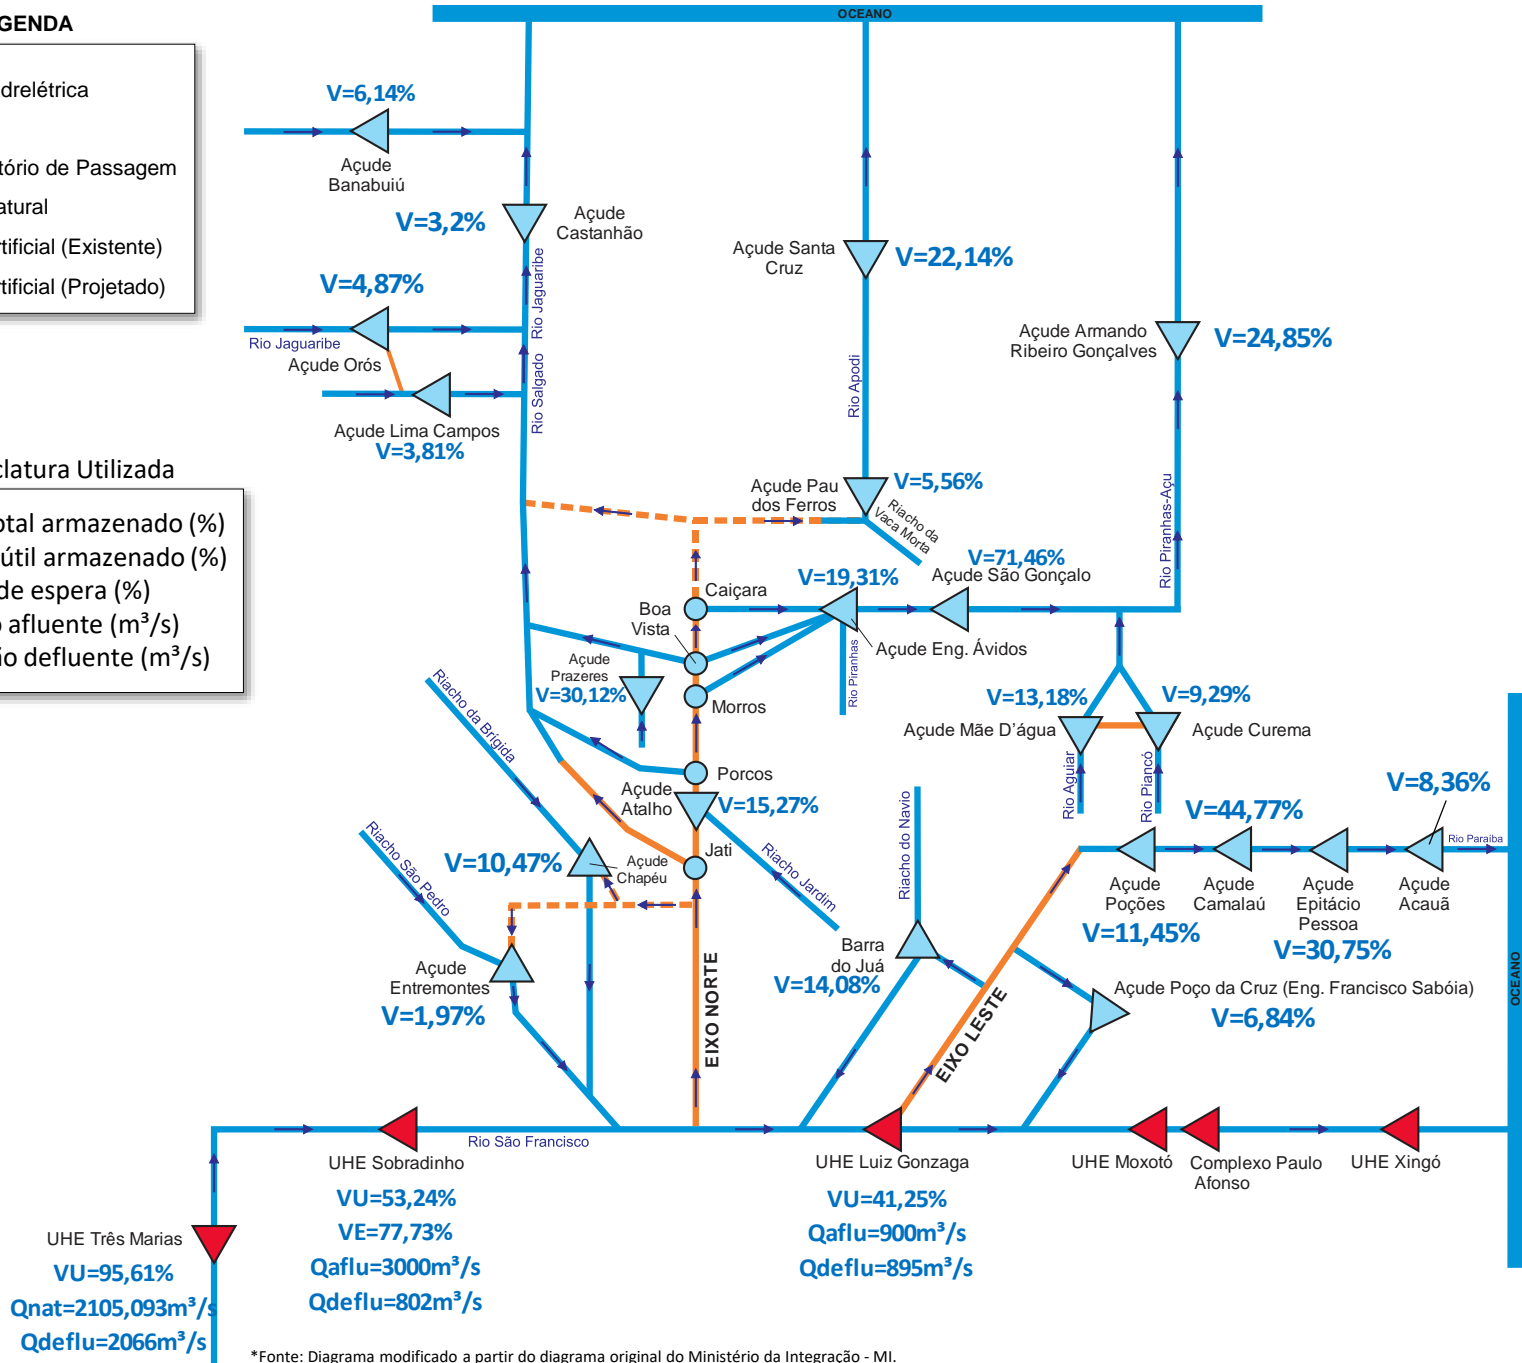 OCEANO
GENDA
drelétrica
tório de Passagem
atural
rtificial (Existente)
rtificial (Projetado)
V=6,14%
Açude
Banabuiú
V=3,2%
Açude
Castanhão
V=4,87%
Rio Jaguaribe
Açude Orós
Açude Lima Campos
V=3,81%
Rio Jaguaribe
Rio Salgado
Açude Santa
Cruz
V=22,14%
Rio Apodi
Açude Armando
Ribeiro Gonçalves
V=24,85%
Rio Piranhas-Açu
clatura Utilizada
otal armazenado (%)
útil armazenado (%)
de espera (%)
o afluente (m³/s)
ão defluente (m³/s)
Açude Pau
dos Ferros
V=5,56%
Riacho da
Vaca Morta
V=71,46%
Açude São Gonçalo
V=19,31%
Açude Eng. Ávidos
Rio Piranhas
Caiçara
Boa
Vista
Morros
Açude
Prazeres
V=30,12%
Porcos
Açude
Atalho
V=15,27%
Jati
Riacho Jardim
Riacho da Brígida
Riacho São Pedro
V=10,47%
Açude
Chapéu
Açude
Entremontes
V=1,97%
EIXO NORTE
V=13,18%
Açude Mãe D'água
V=9,29%
Açude Curema
Rio Aguiar
Rio Piancó
V=8,36%
V=44,77%
Rio Paraíba
Açude
Poções
V=11,45%
Açude
Camalaú
Açude
Epitácio
Pessoa
V=30,75%
Açude
Acauã
Riacho do Navio
Barra
do Juá
V=14,08%
EIXO LESTE
Açude Poço da Cruz (Eng. Francisco Sabóia)
V=6,84%
OCEANO
Rio São Francisco
UHE Sobradinho
VU=53,24%
VE=77,73%
Qaflu=3000m³/s
Qdeflu=802m³/s
UHE Luiz Gonzaga
VU=41,25%
Qaflu=900m³/s
Qdeflu=895m³/s
UHE Moxotó
Complexo Paulo
Afonso
UHE Xingó
UHE Três Marias
VU=95,61%
Qnat=2105,093m³/s
Qdeflu=2066m³/s
*Fonte: Diagrama modificado a partir do diagrama original do Ministério da Integração - MI.